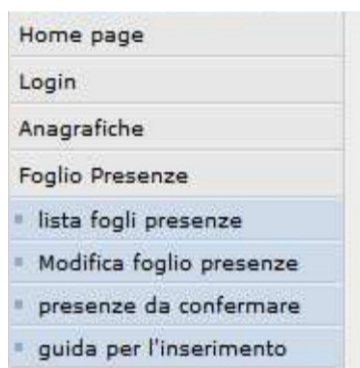 Home page
Login
Anagrafiche
Foglio Presenze
lista fogli presenze
Modifica foglio presenze
presenze da confermare
guida per l'inserimento